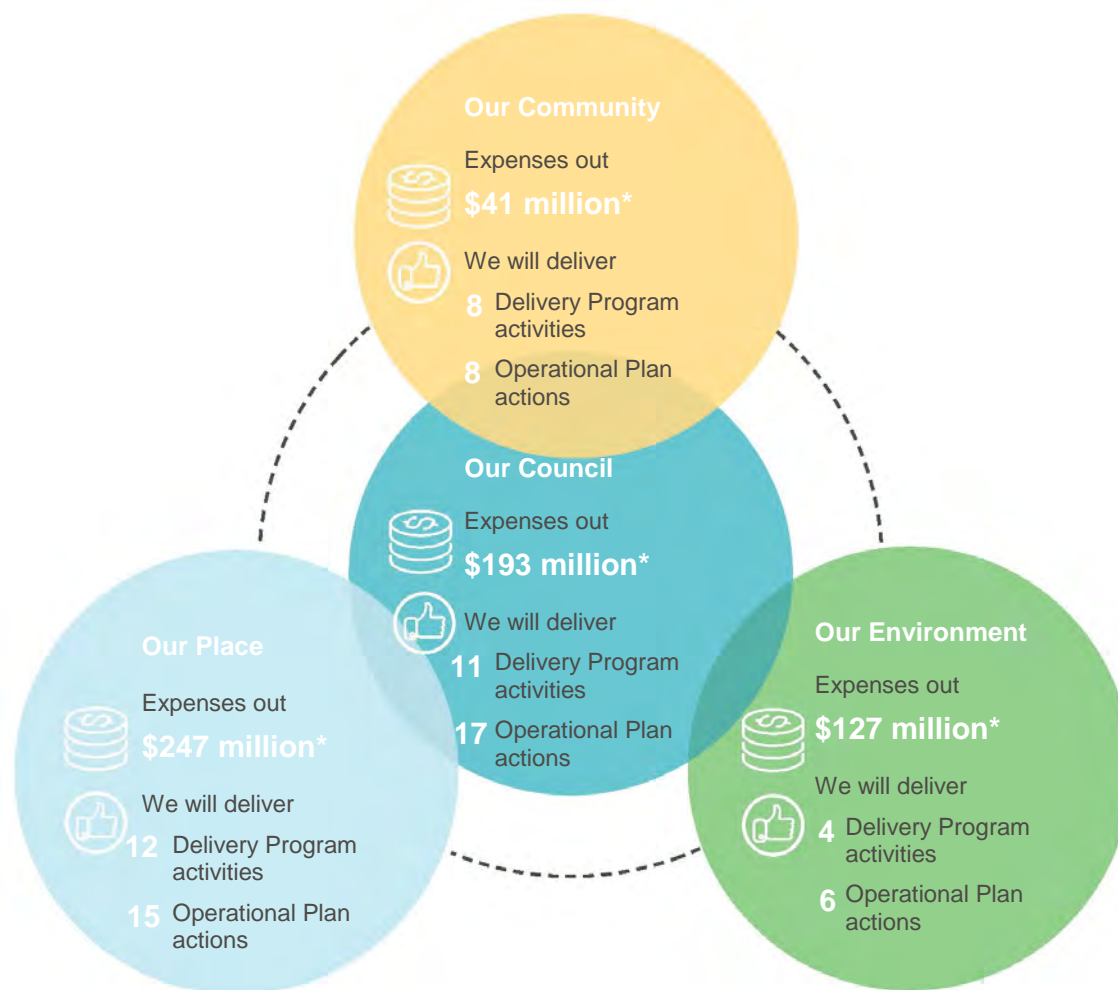 Our Community
Expenses out
$41 million*
We will deliver
8 Delivery Program
activities
8 Operational Plan
actions
Our Council
Expenses out
$193 million*
We will deliver
11 Delivery Program
activities
17 Operational Plan
actions
Our Place
Expenses out
$247 million*
We will deliver
12 Delivery Program
activities
15 Operational Plan
actions
Our Environment
Expenses out
$127 million*
We will deliver
4 Delivery Program
activities
6 Operational Plan
actions